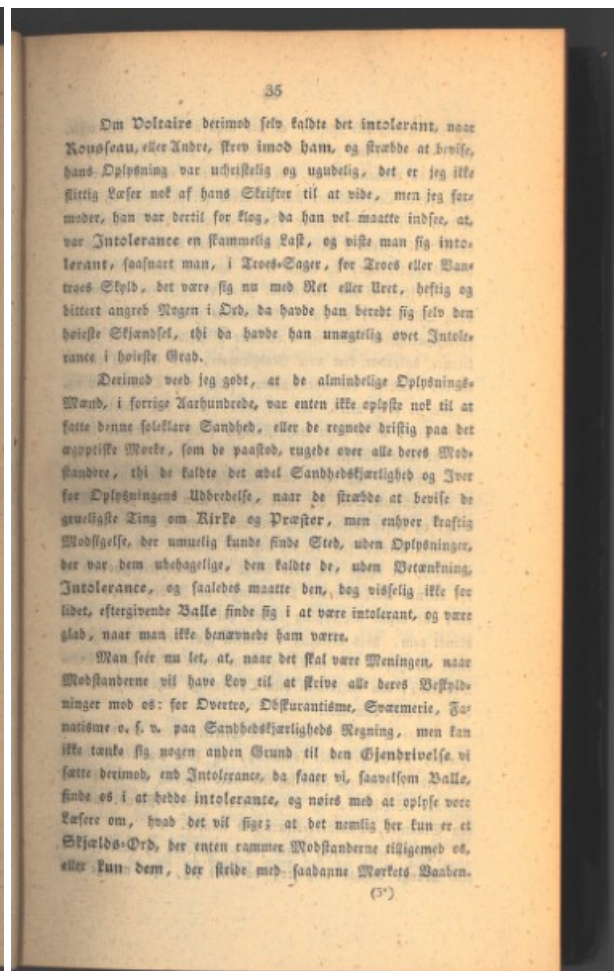 35
Om Voltaire derimod selv kaldte det intolerant, naar
Rousseau, eller Andre, skrev imod ham, og stræbde at bevise,
hans Oplysning var uchristelig og ugudelig, det er jeg ikke
flittig Læser nok af hans Skrifter til at vide, men jeg for-
moder, han var dertil for klog, da han vel maatte indsee, at,
var Intolerance en skammelig Last, og viste man sig into-
lerant, saasnart man, i Troes-Sager, for Troes eller Van-
troes Skyld, det være sig nu med Ret eller Uret, heftig og
bittert angreb Nogen i Ord, da havde han beredt sig selv den
høieste Skjændsel, thi da havde han unægtelig øvet Intole-
rance i høieste Grad.
Derimod veed jeg godt, at de almindelige Oplysnings-
Mænd, i forrige Aarhundrede, var enten ikke oplyste nok til at
fatte denne soleklare Sandhed, eller de regnede dristig paa det
ægyptiske Mørke, som de paastod, rugede over alle deres Mod-
standere, thi de kaldte det ædel Sandhedskjærlighed og Iver
for Oplysningens Udbredelse, naar de stræbde at bevise de
grueligste Ting om Kirke og Præster, men enhver kraftig
Modsigelse, der umuelig kunde finde Sted, uden Oplysninger,
der var dem ubehagelige, den kaldte de, uden Betænkning,
Intolerance, og saaledes maatte den, dog visselig ikke for
lidet, eftergivende Balle finde sig i at være intolerant, og være
glad, naar man ikke benævnede ham værre.
Man seer nu let, at, naar det skal være Meningen, naar
Modstanderne vil have Lov til at skrive alle deres Beskyld-
ninger mod os: for Overtro, Obskurantisme, Sværmerie, Fa-
natisme o. s. v. paa Sandhedskjærligheds Regning, men kan
ikke tænke sig nogen anden Grund til den Gjendrivelse vi
sætte derimod, end Intolerance, da faaer vi, saavelsom Balle,
finde os i at hedde intolerante, og nøies med at oplyse vore
Læsere om, hvad det vil sige; at det nemlig her kun er et
Skjælds-Ord, der enten rammer Modstanderne tilligemed os,
eller kun dem, der stride med saadanne Mørkets Vaaben.
(3*)